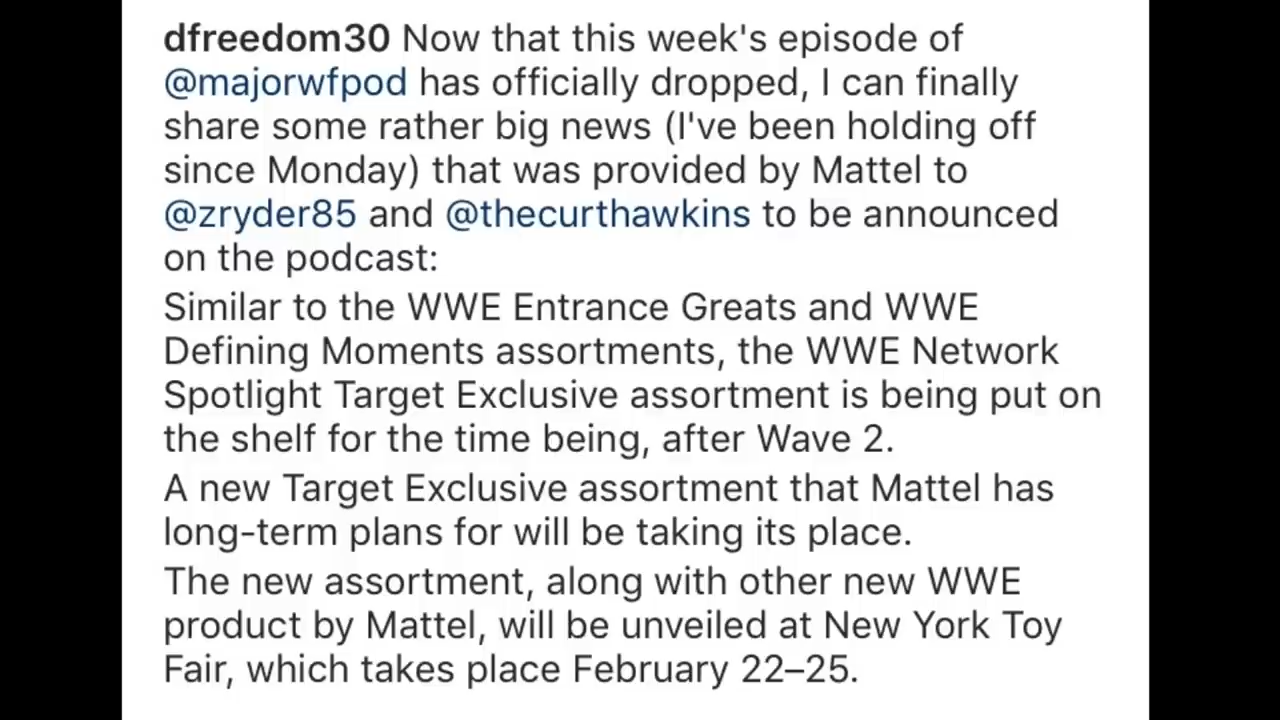 dfreedom30 Now that this week's episode of
@majorwfpod has officially dropped, I can finally
share some rather big news (I've been holding off
since Monday) that was provided by Mattel to
@zryder85 and @thecurthawkins to be announced
on the podcast:
Similar to the WWE Entrance Greats and WWE
Defining Moments assortments, the WWE Network
Spotlight Target Exclusive assortment is being put on
the shelf for the time being, after Wave 2.
A new Target Exclusive assortment that Mattel has
long-term plans for will be taking its place.
The new assortment, along with other new WWE
product by Mattel, will be unveiled at New York Toy
Fair, which takes place February 22–25.